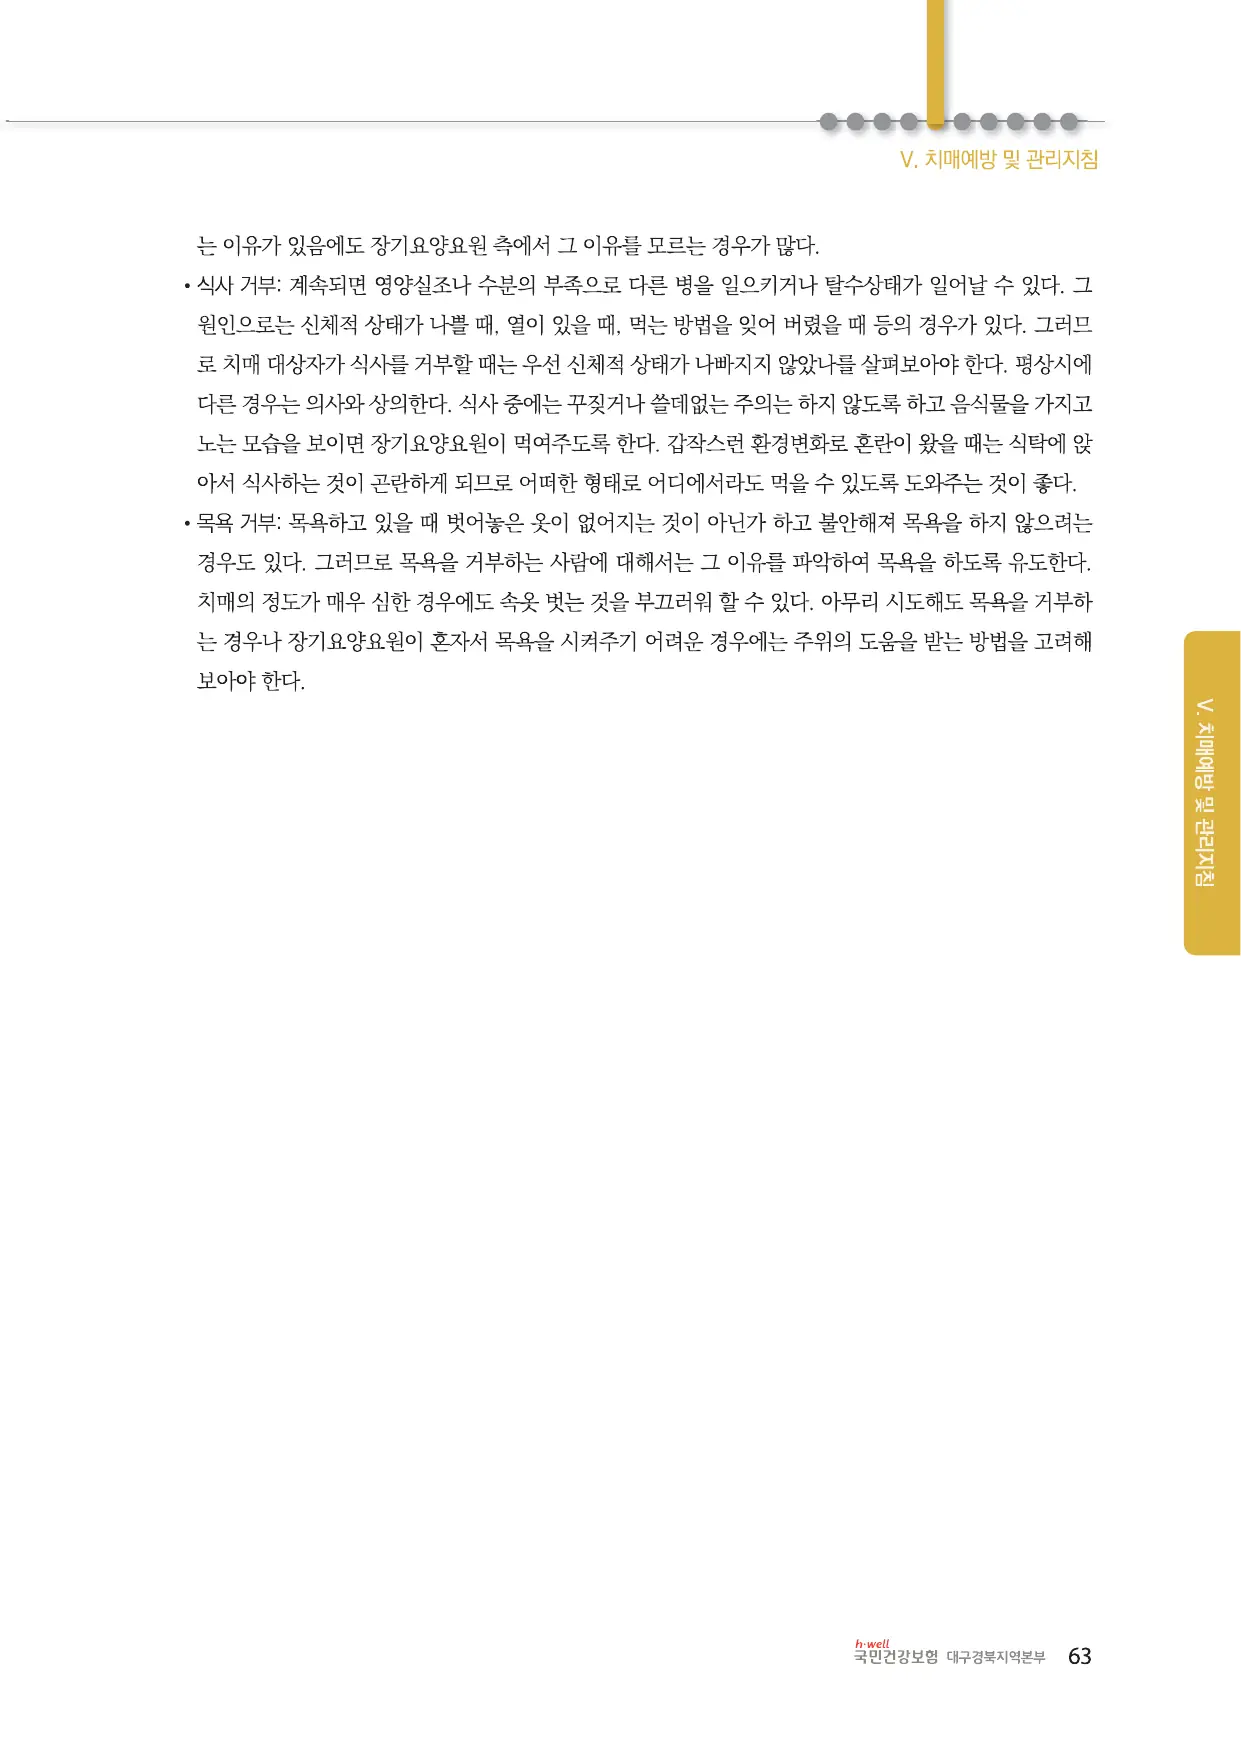 V. 치매예방 및 관리지침
는 이유가 있음에도 장기요양요원 측에서 그 이유를 모르는 경우가 많다.
• 식사 거부: 계속되면 영양실조나 수분의 부족으로 다른 병을 일으키거나 탈수상태가 일어날 수 있다. 그
원인으로는 신체적 상태가 나쁠 때, 열이 있을 때, 먹는 방법을 잊어 버렸을 때 등의 경우가 있다. 그러므
로 치매 대상자가 식사를 거부할 때는 우선 신체적 상태가 나빠지지 않았나를 살펴보아야 한다. 평상시에
다른 경우는 의사와 상의한다. 식사 중에는 꾸짖거나 쓸데없는 주의는 하지 않도록 하고 음식물을 가지고
노는 모습을 보이면 장기요양요원이 먹여주도록 한다. 갑작스런 환경변화로 혼란이 왔을 때는 식탁에 앉
아서 식사하는 것이 곤란하게 되므로 어떠한 형태로 어디에서라도 먹을 수 있도록 도와주는 것이 좋다.
• 목욕 거부: 목욕하고 있을 때 벗어놓은 옷이 없어지는 것이 아닌가 하고 불안해져 목욕을 하지 않으려는
경우도 있다. 그러므로 목욕을 거부하는 사람에 대해서는 그 이유를 파악하여 목욕을 하도록 유도한다.
치매의 정도가 매우 심한 경우에도 속옷 벗는 것을 부끄러워 할 수 있다. 아무리 시도해도 목욕을 거부하
는 경우나 장기요양요원이 혼자서 목욕을 시켜주기 어려운 경우에는 주위의 도움을 받는 방법을 고려해
보아야 한다.
V. 치매예방 및 관리지침
h·well
국민건강보험 대구경북지역본부 63